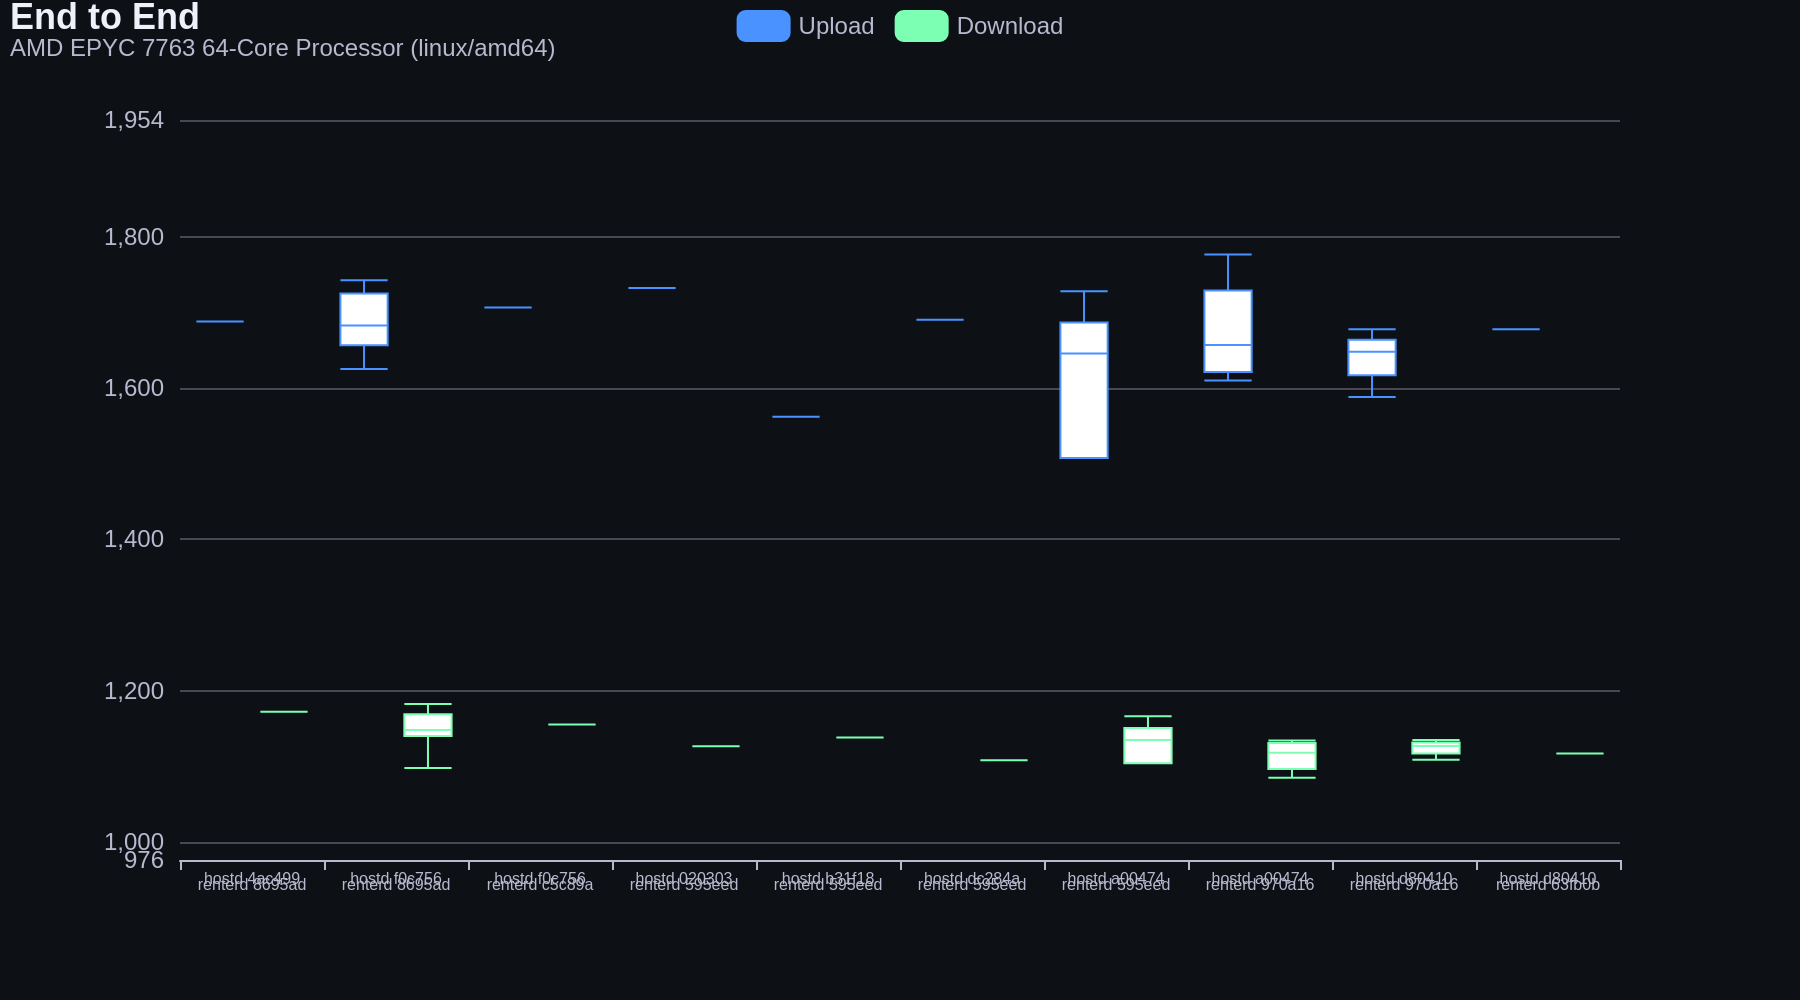 End to End
AMD EPYC 7763 64-Core Processor (linux/amd64)
Upload
Download
1,954
1,800
1,600
1,400
1,200
1,000
976
hostd 4ac499
renterd 8695ad
hostd f0c756
renterd 8695ad
hostd f0c756
renterd c5c89a
hostd 020303
renterd 595eed
hostd b31f18
renterd 595eed
hostd dc284a
renterd 595eed
hostd a00474
renterd 595eed
hostd a00474
renterd 970a16
hostd d80410
renterd 970a16
hostd d80410
renterd 63fb0b